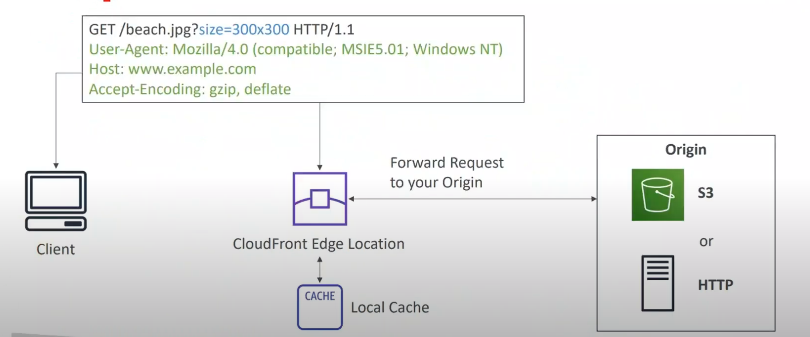 GET /beach.jpg?size=300x300 HTTP/1.1
User-Agent: Mozilla/4.0 (compatible; MSIE5.01; Windows NT)
Host: www.example.com
Accept-Encoding: gzip, deflate
Forward Request
to your Origin
Origin
S3
or
HTTP
Client
CloudFront Edge Location
CACHE
Local Cache